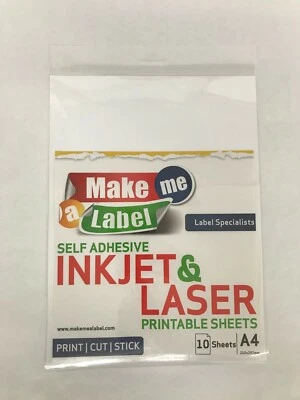 Make me
a Label
Label Specialists
SELF ADHESIVE
INKJET &
LASER
PRINTABLE SHEETS
www.makemealabel.com
PRINT | CUT | STICK
10 Sheets A4